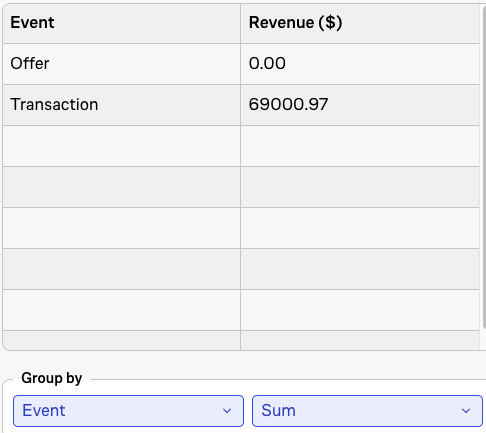 Event Revenue ($)
Offer 0.00
Transaction 69000.97
Group by
Event Sum